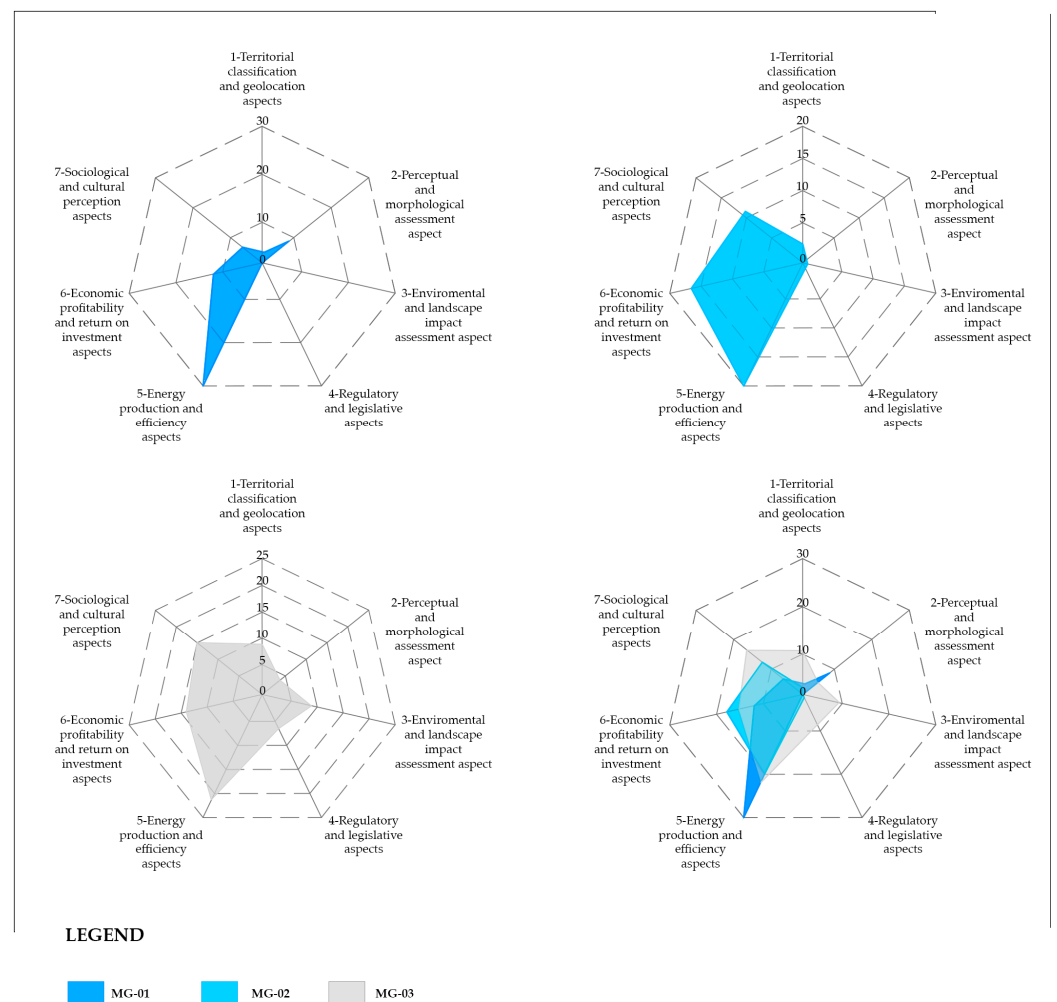 1-Territorial
classification
and geolocation
aspects
30
20
10
0
2-Perceptual
and
morphological
assessment
aspect
3-Enviromental
and landscape
impact
assessment aspect
4-Regulatory
and legislative
aspects
5-Energy
production and
efficiency
aspects
6-Economic
profitability
and return on
investment
aspects
7-Sociological
and cultural
perception
aspects
1-Territorial
classification
and geolocation
aspects
20
15
10
5
0
2-Perceptual
and
morphological
assessment
aspect
3-Enviromental
and landscape
impact
assessment aspect
4-Regulatory
and legislative
aspects
5-Energy
production and
efficiency
aspects
6-Economic
profitability
and return on
investment
aspects
7-Sociological
and cultural
perception
aspects
1-Territorial
classification
and geolocation
aspects
25
20
15
10
5
0
2-Perceptual
and
morphological
assessment
aspect
3-Enviromental
and landscape
impact
assessment aspect
4-Regulatory
and legislative
aspects
5-Energy
production and
efficiency
aspects
6-Economic
profitability
and return on
investment
aspects
7-Sociological
and cultural
perception
aspects
1-Territorial
classification
and geolocation
aspects
30
20
10
0
2-Perceptual
and
morphological
assessment
aspect
3-Enviromental
and landscape
impact
assessment aspect
4-Regulatory
and legislative
aspects
5-Energy
production and
efficiency
aspects
6-Economic
profitability
and return on
investment
aspects
7-Sociological
and cultural
perception
aspects
LEGEND
MG-01 MG-02 MG-03